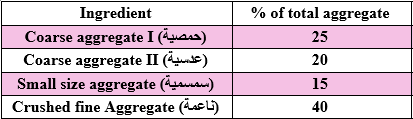 Ingredient % of total aggregate
Coarse aggregate I (حمصية) 25
Coarse aggregate II (عدسية) 20
Small size aggregate (سمسمية) 15
Crushed fine Aggregate (ناعمة) 40